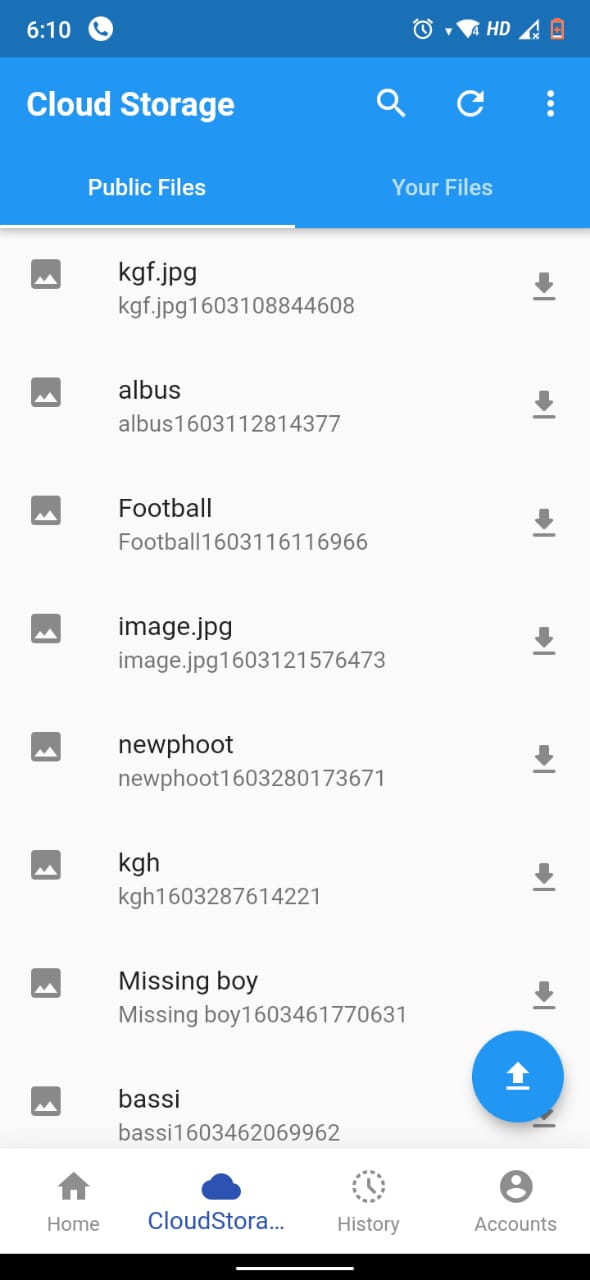 6:10
4 HD
Cloud Storage
Public Files
Your Files
kgf.jpg
kgf.jpg1603108844608
albus
albus1603112814377
Football
Football1603116116966
image.jpg
image.jpg1603121576473
newphoot
newphoot1603280173671
kgh
kgh1603287614221
Missing boy
Missing boy1603461770631
bassi
bassi1603462069962
Home
CloudStora...
History
Accounts